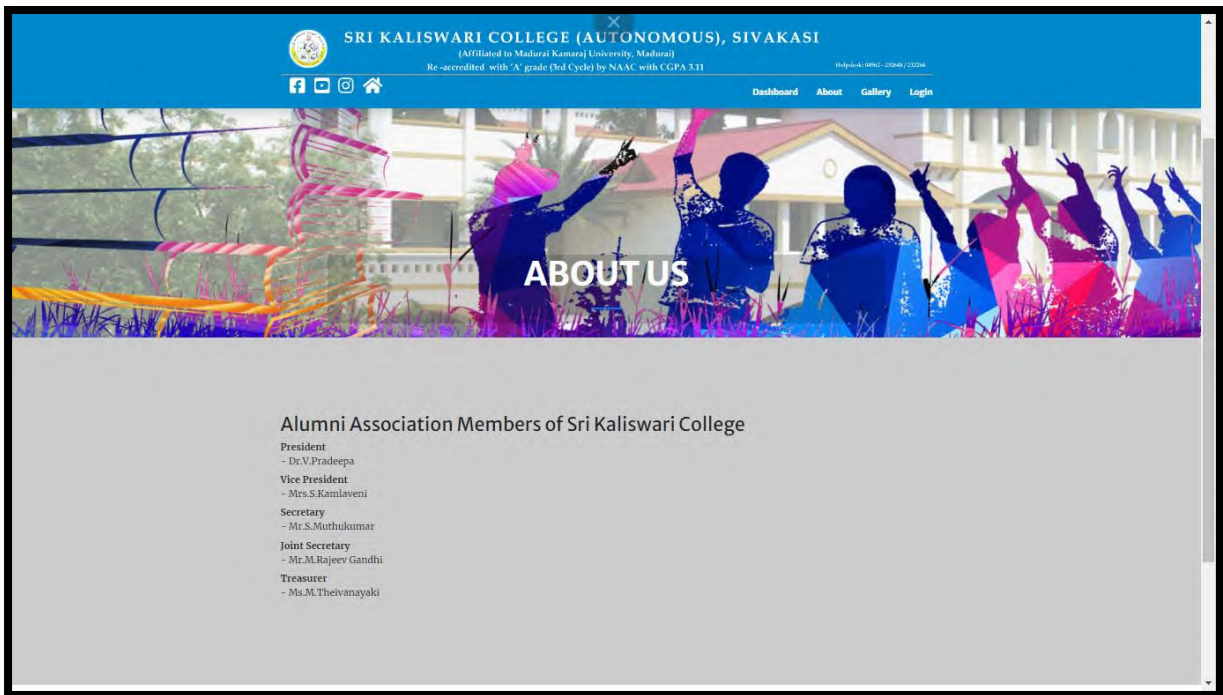 SRI KALISWARI COLLEGE (AUTONOMOUS), SIVAKASI
(Affiliated to Madurai Kamaraj University, Madurai)
Re -accredited with 'A' grade (3rd Cycle) by NAAC with CGPA 3.11
Helpdesk:
Dashboard About Gallery Login
ABOUT US
Alumni Association Members of Sri Kaliswari College
President
- Dr.V.Pradeepa
Vice President
- Mrs.S.Kamlaveni
Secretary
- Mr.S.Muthukumar
Joint Secretary
- Mr.M.Rajeev Gandhi
Treasurer
- Ms.M.Theivanayaki